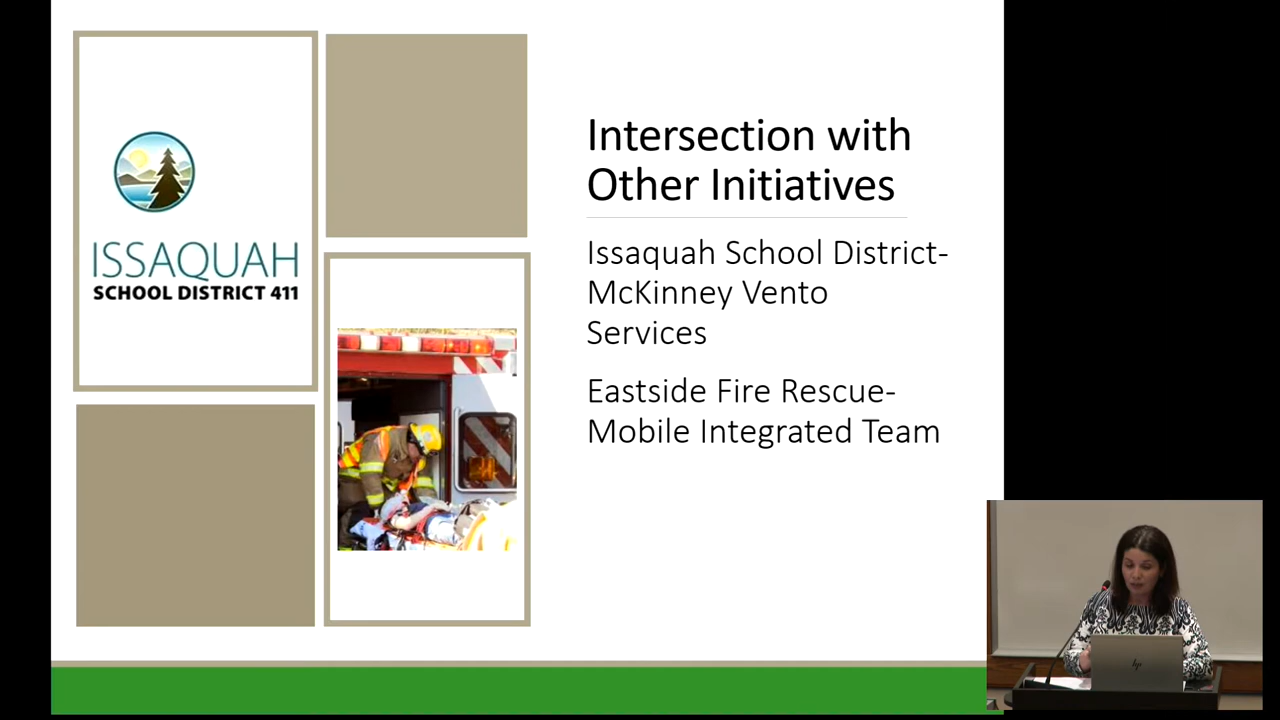 ISSAQUAH
SCHOOL DISTRICT 411
Intersection with
Other Initiatives
Issaquah School District-
McKinney Vento
Services
Eastside Fire Rescue-
Mobile Integrated Team
hp